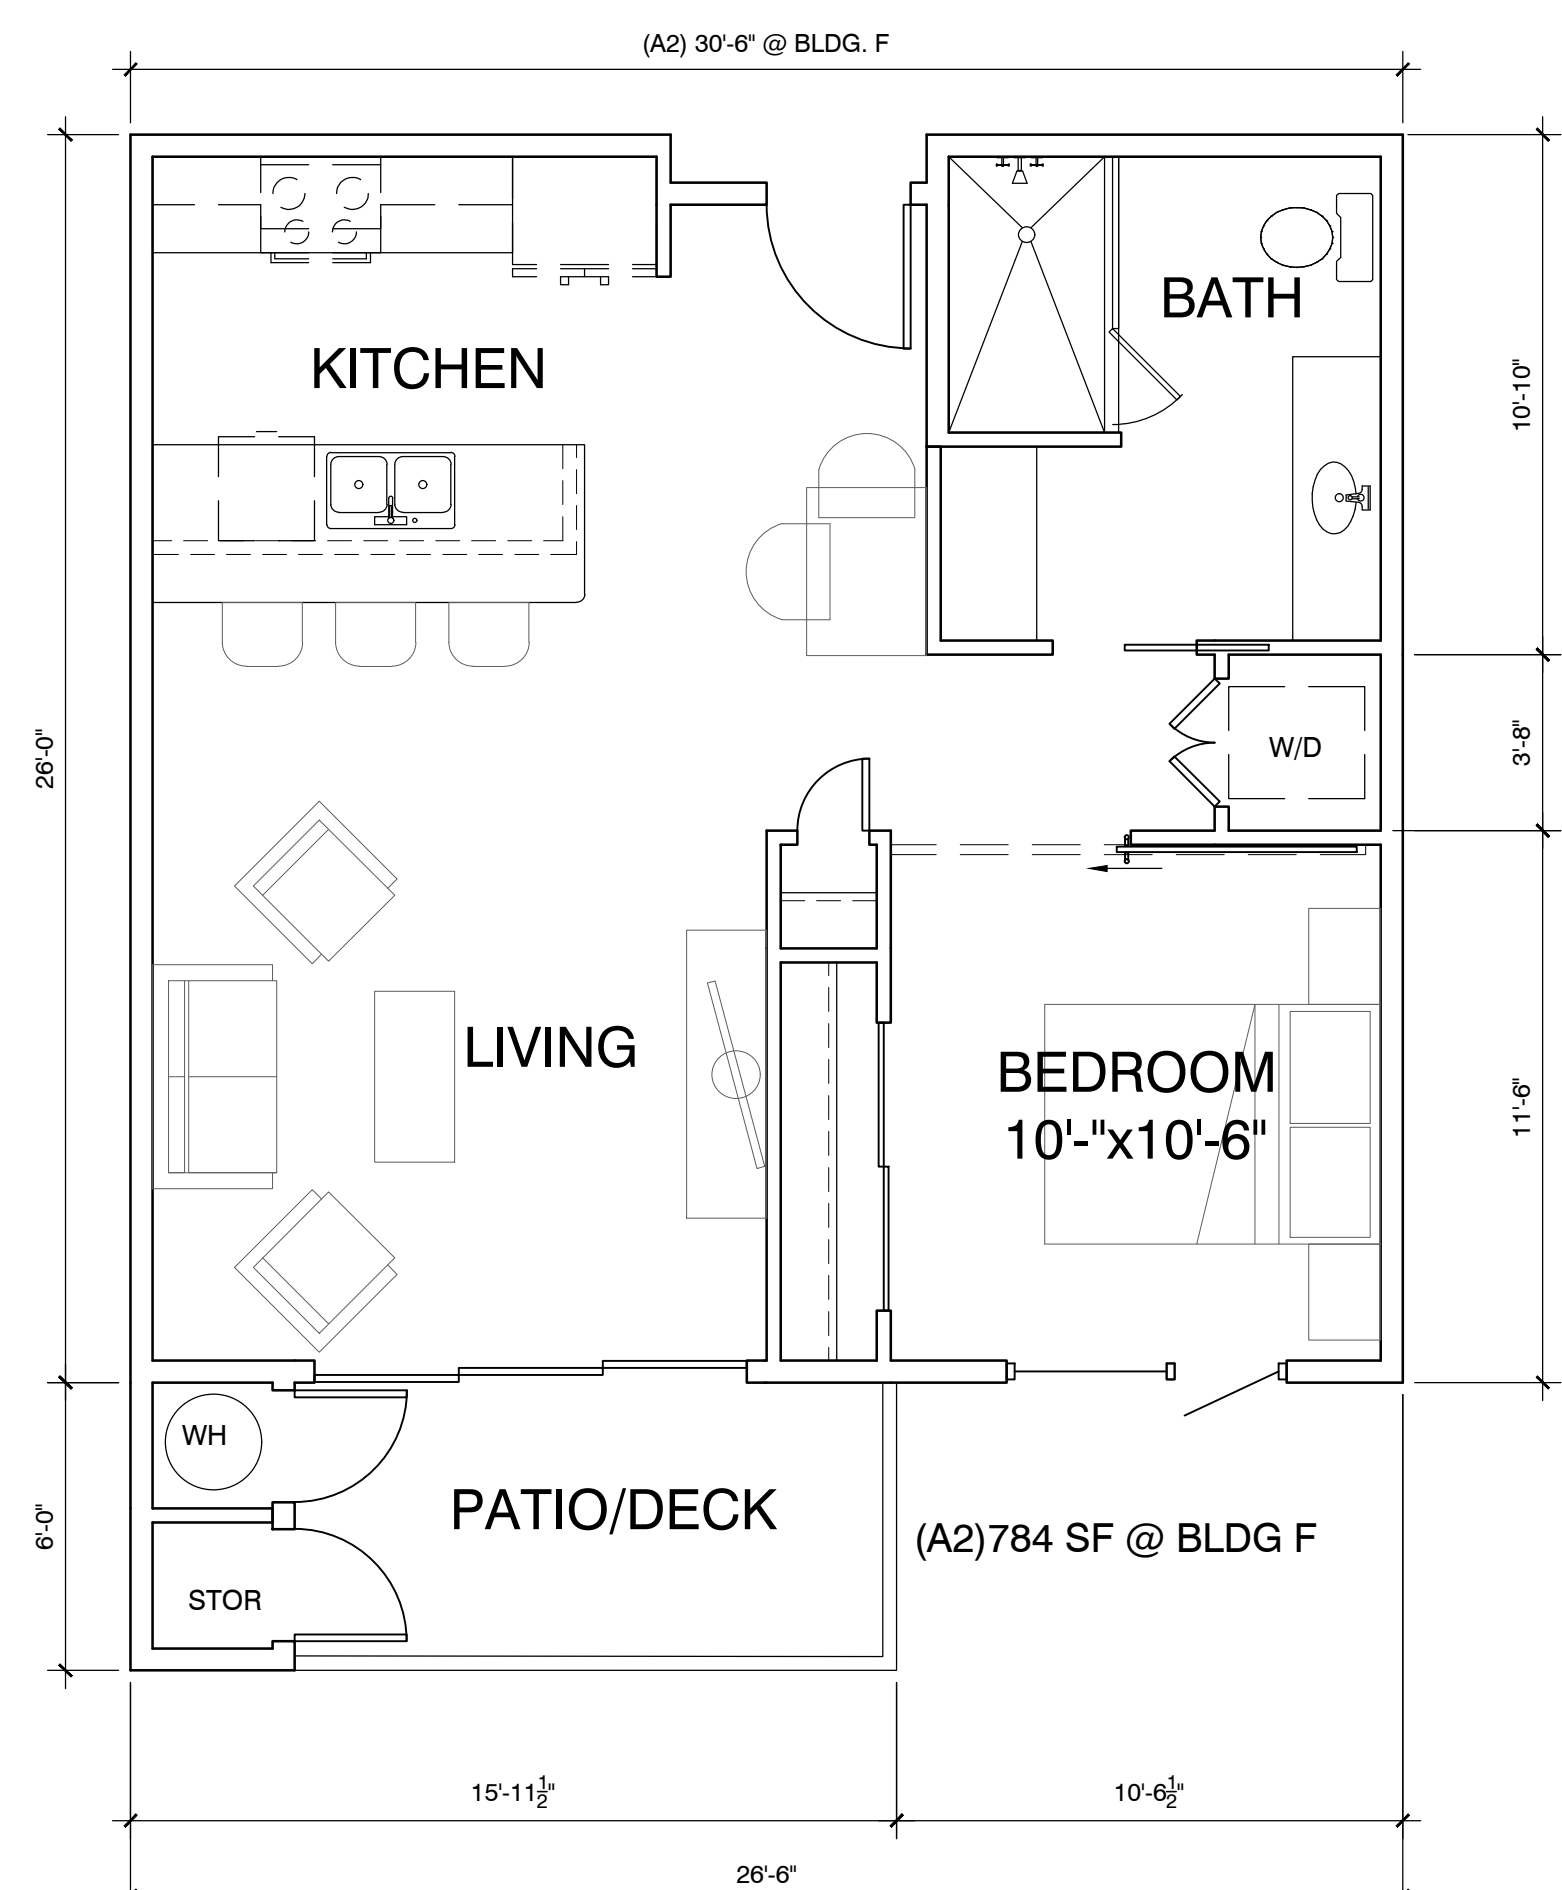 (A2) 30'-6" @ BLDG. F
BATH
KITCHEN
10'-10"
26'-0"
3'-8"
W/D
LIVING
BEDROOM
10'-"x10'-6"
11'-6"
WH
PATIO/DECK
(A2)784 SF @ BLDG F
6'-0"
STOR
15'-11½"
10'-6½"
26'-6"